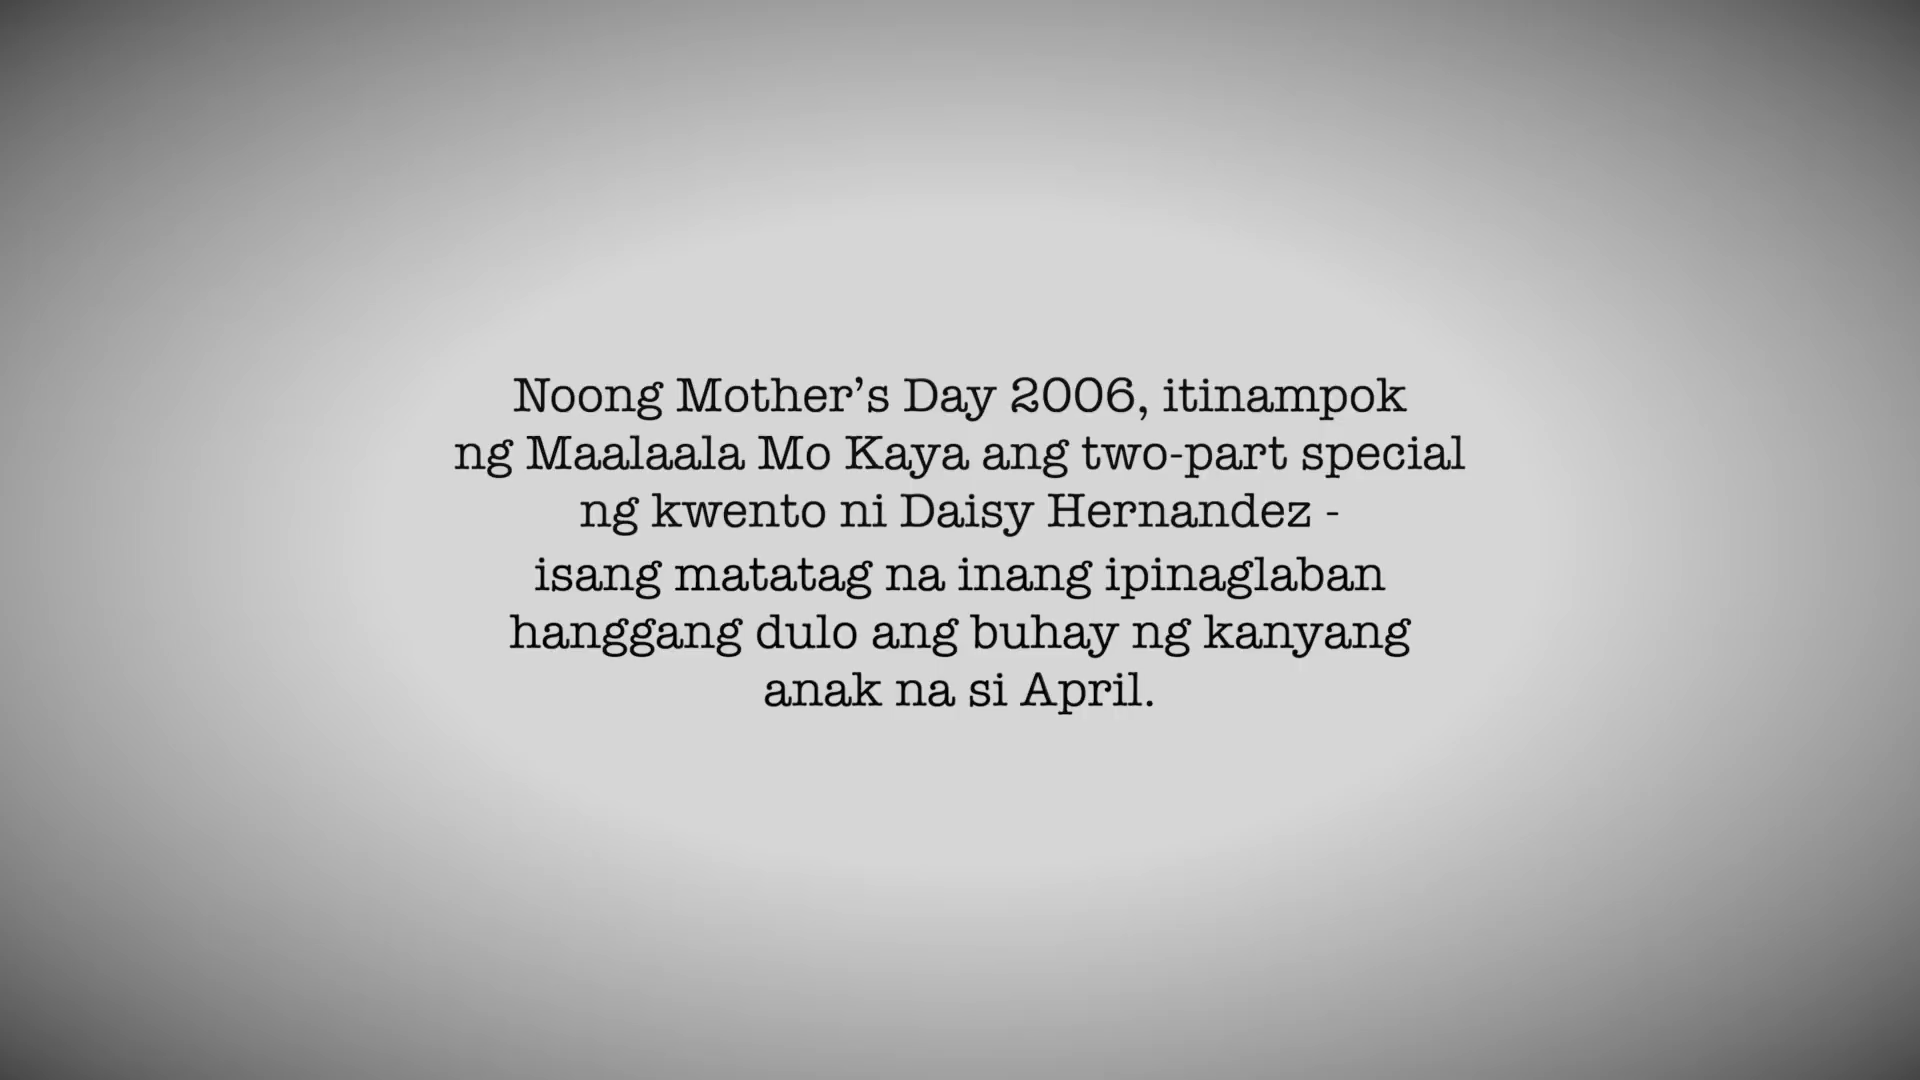 Noong Mother’s Day 2006, itinampok
ng Maalaala Mo Kaya ang two-part special
ng kwento ni Daisy Hernandez -
isang matatag na inang ipinaglaban
hanggang dulo ang buhay ng kanyang
anak na si April.